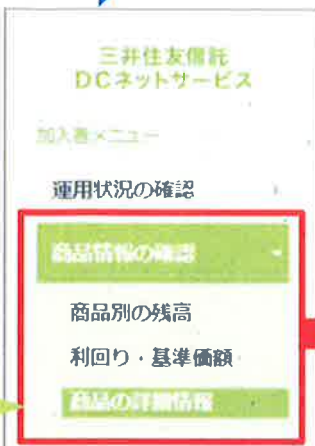 三井住友信託
DCネットサービス
加入者メニュー
運用状況の確認
商品情報の確認
商品別の残高
利回り・基準価額
商品の詳細情報